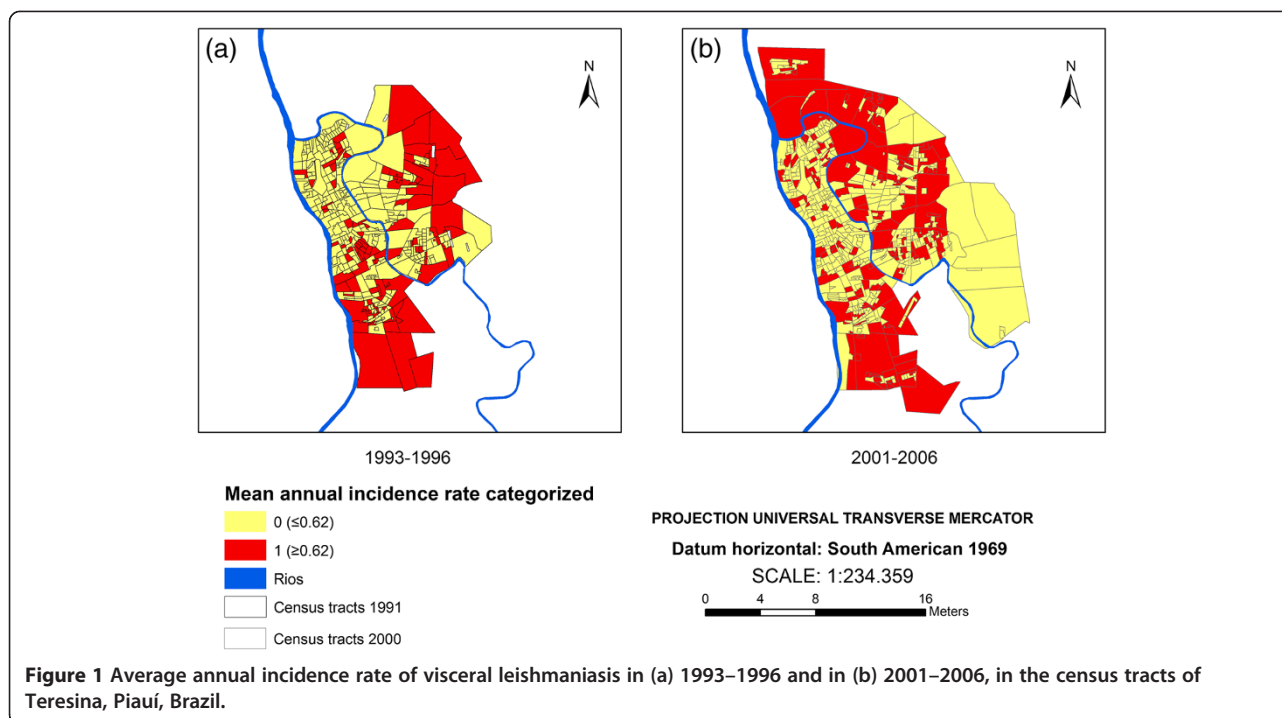 (a)
N
(b)
N
1993-1996
2001-2006
Mean annual incidence rate categorized
0 (≤0.62)
1 (≥0.62)
Rios
Census tracts 1991
Census tracts 2000
PROJECTION UNIVERSAL TRANSVERSE MERCATOR
Datum horizontal: South American 1969
SCALE: 1:234.359
0 4 8 16
Meters
Figure 1 Average annual incidence rate of visceral leishmaniasis in (a) 1993–1996 and in (b) 2001–2006, in the census tracts of
Teresina, Piauí, Brazil.